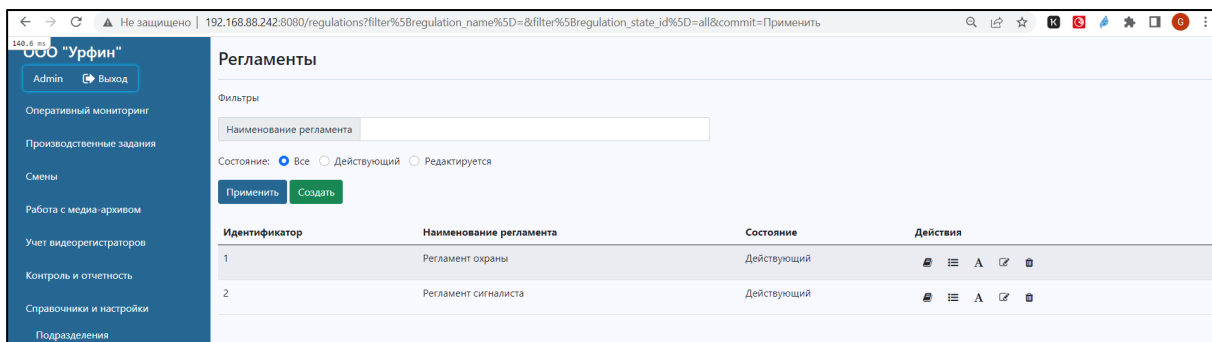 Не защищено | 192.168.88.242:8080/regulations?filter%5Bregulation_name%5D=&filter%5Bregulation_state_id%5D=all&commit=Применить
K
G
140.6 ms
ООО "Урфин"
Admin Выход
Оперативный мониторинг
Производственные задания
Смены
Работа с медиа-архивом
Учет видеорегистраторов
Контроль и отчетность
Справочники и настройки
Подразделения
Регламенты
Фильтры
Наименование регламента
Состояние: Все Действующий Редактируется
Применить Создать
Идентификатор Наименование регламента Состояние Действия
1 Регламент охраны Действующий A
2 Регламент сигналиста Действующий A